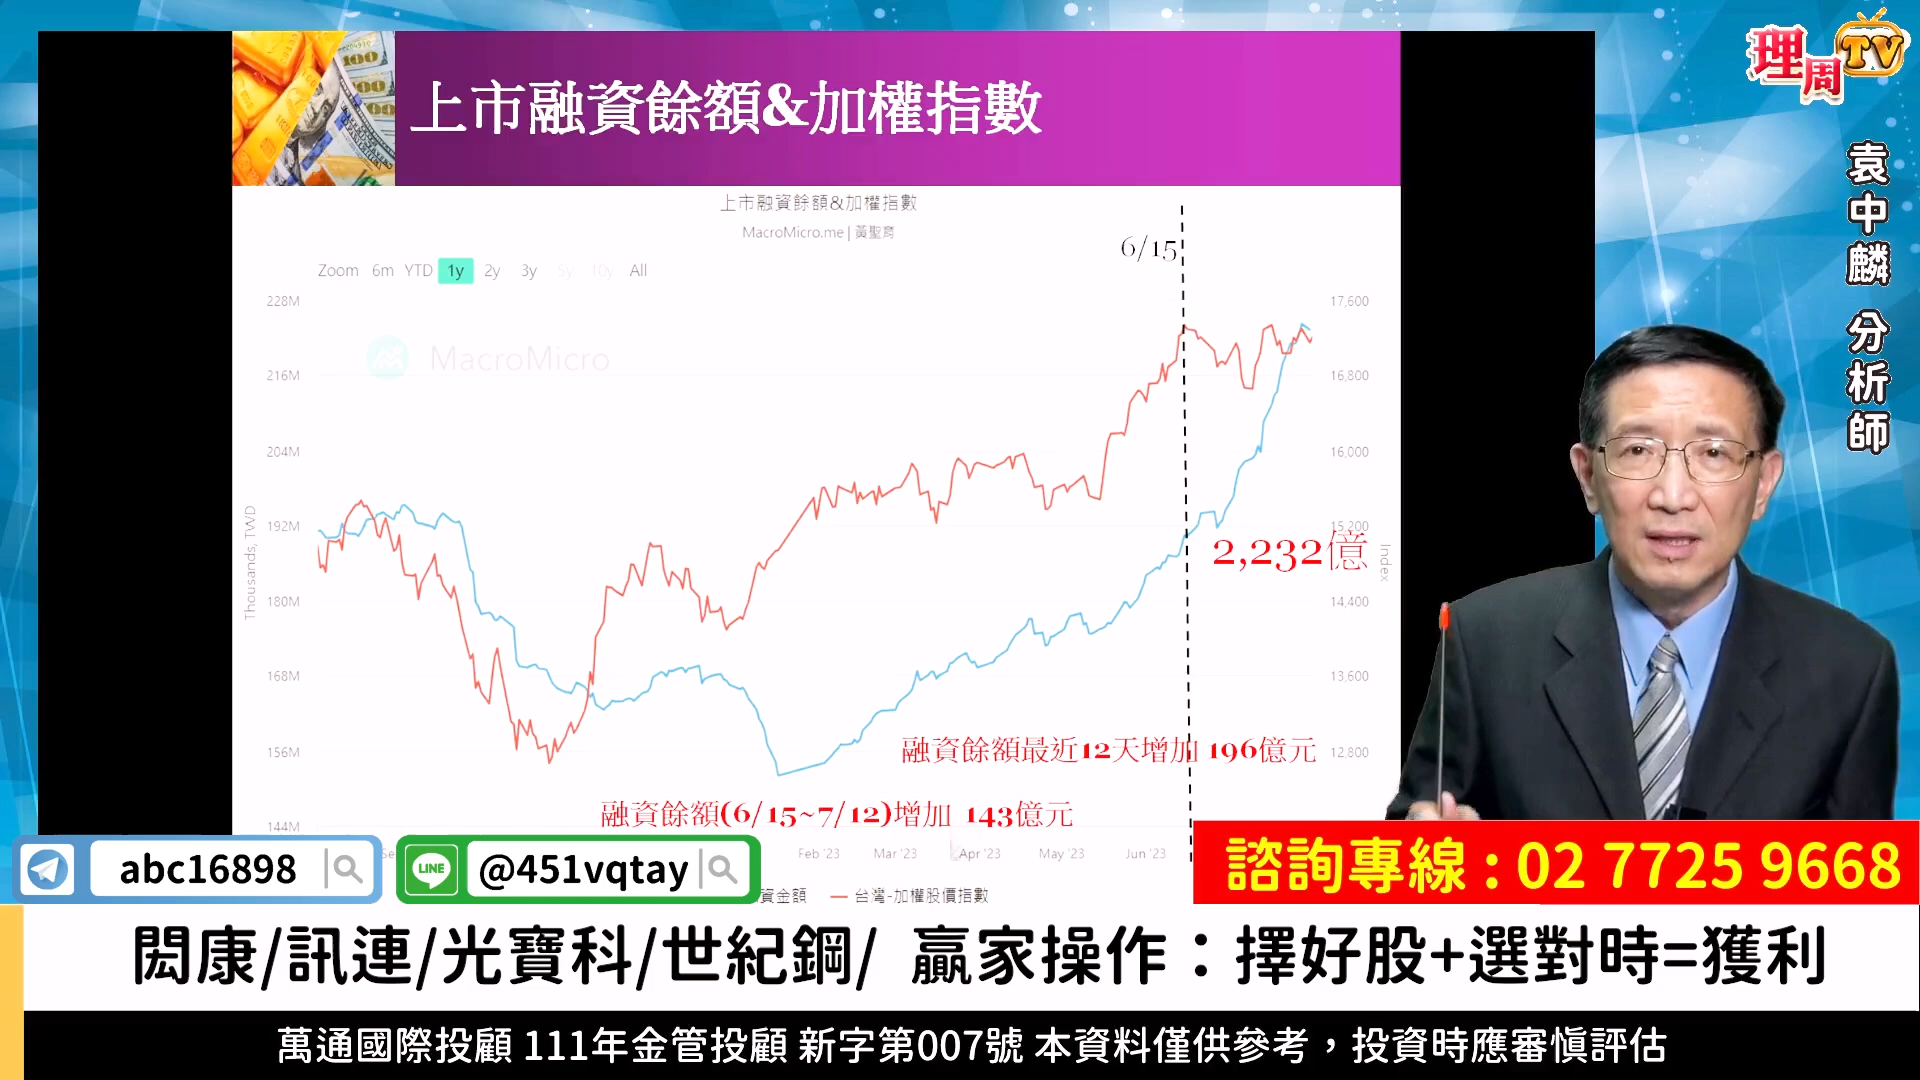 理周TV
袁中麟 分析師
上市融資餘額&加權指數
上市融資餘額&加權指數
MacroMicro.me | 黃聖育
6/15
Zoom 6m YTD 1y 2y 3y 5y 10y All
228M
216M
204M
192M
180M
168M
156M
144M
17,600
16,800
16,000
15,200
14,400
13,600
12,800
MacroMicro
Thousands, TWD
Index
2,232億
融資餘額最近12天增加 196億元
融資餘額(6/15~7/12)增加 143億元
Feb '23 Mar '23 Apr '23 May '23 Jun '23
資金額 台灣-加權股價指數
abc16898
LINE @451vqtay
諮詢專線 : 02 7725 9668
閎康/訊連/光寶科/世紀鋼/ 贏家操作：擇好股+選對時=獲利
萬通國際投顧 111年金管投顧 新字第007號 本資料僅供參考，投資時應審慎評估